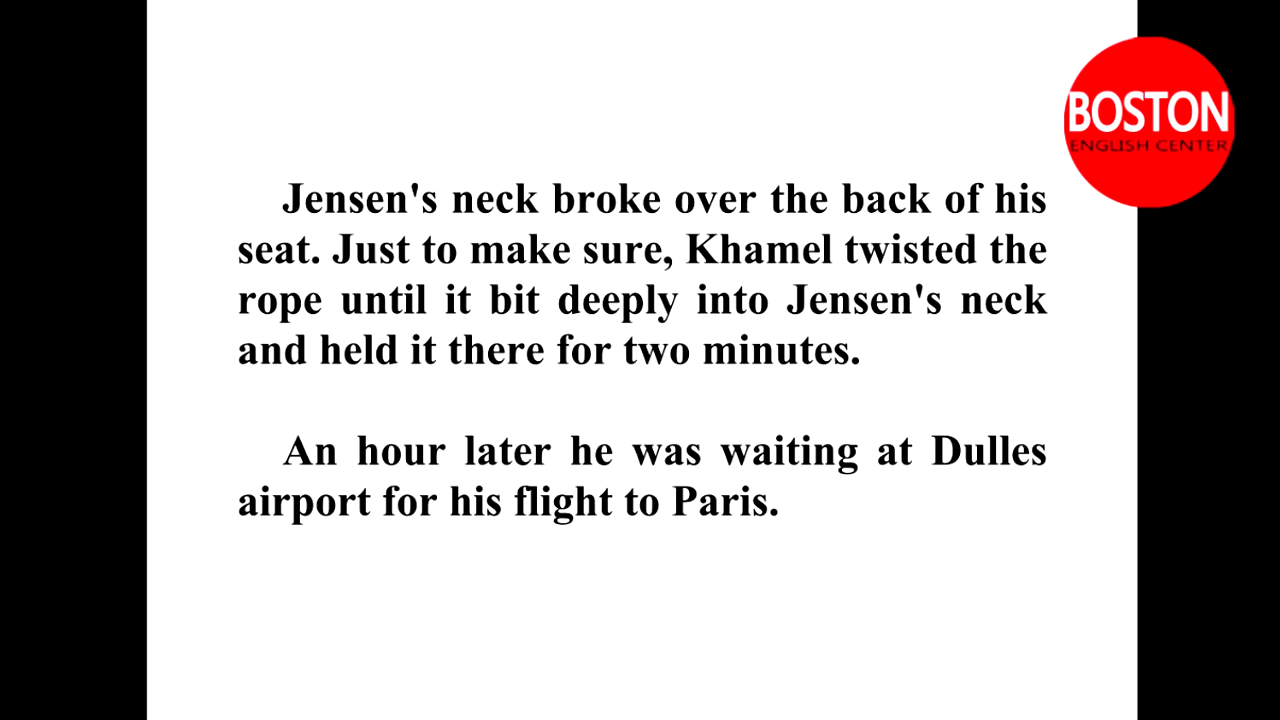 BOSTON
ENGLISH CENTER
Jensen's neck broke over the back of his
seat. Just to make sure, Khamel twisted the
rope until it bit deeply into Jensen's neck
and held it there for two minutes.
An hour later he was waiting at Dulles
airport for his flight to Paris.